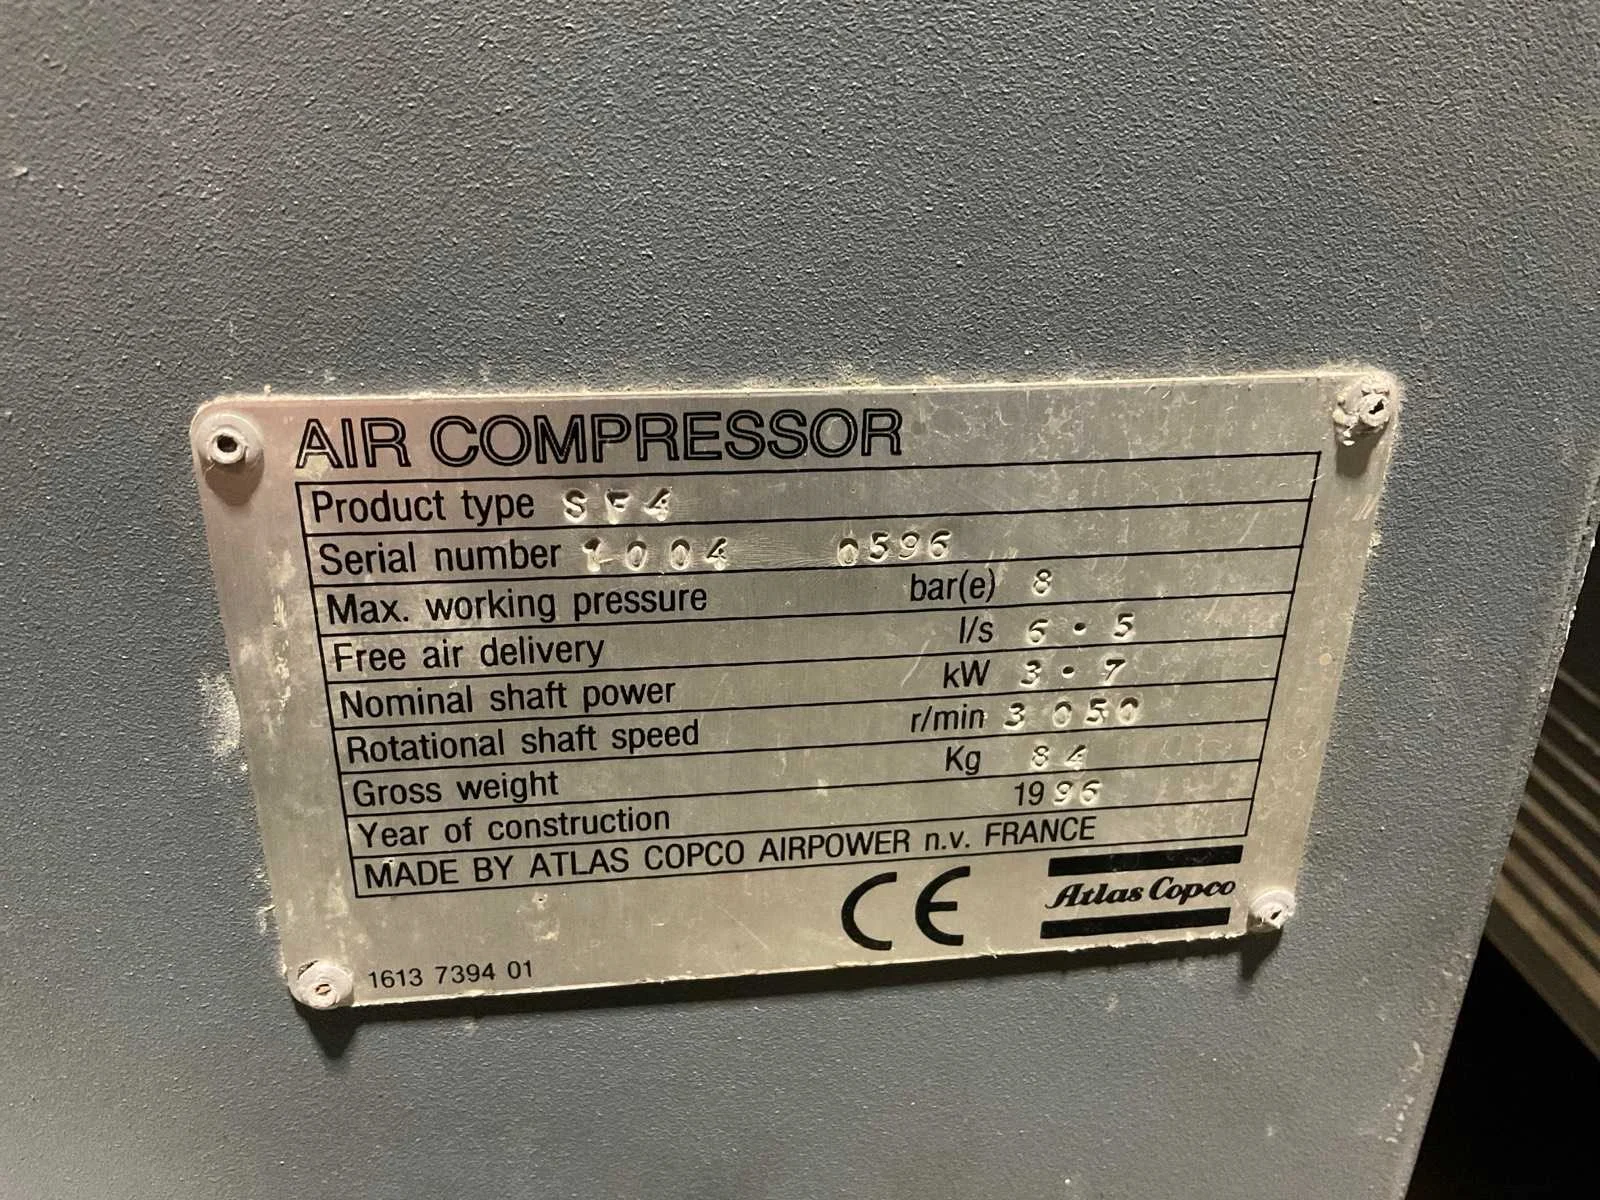 AIR COMPRESSOR
Product type SF4
Serial number 1004 0596
Max. working pressure bar(e) 8
Free air delivery l/s 6.5
Nominal shaft power kW 3.7
Rotational shaft speed r/min 3050
Gross weight Kg 84
Year of construction 1996
MADE BY ATLAS COPCO AIRPOWER n.v. FRANCE
CE
Atlas Copco
1613 7394 01